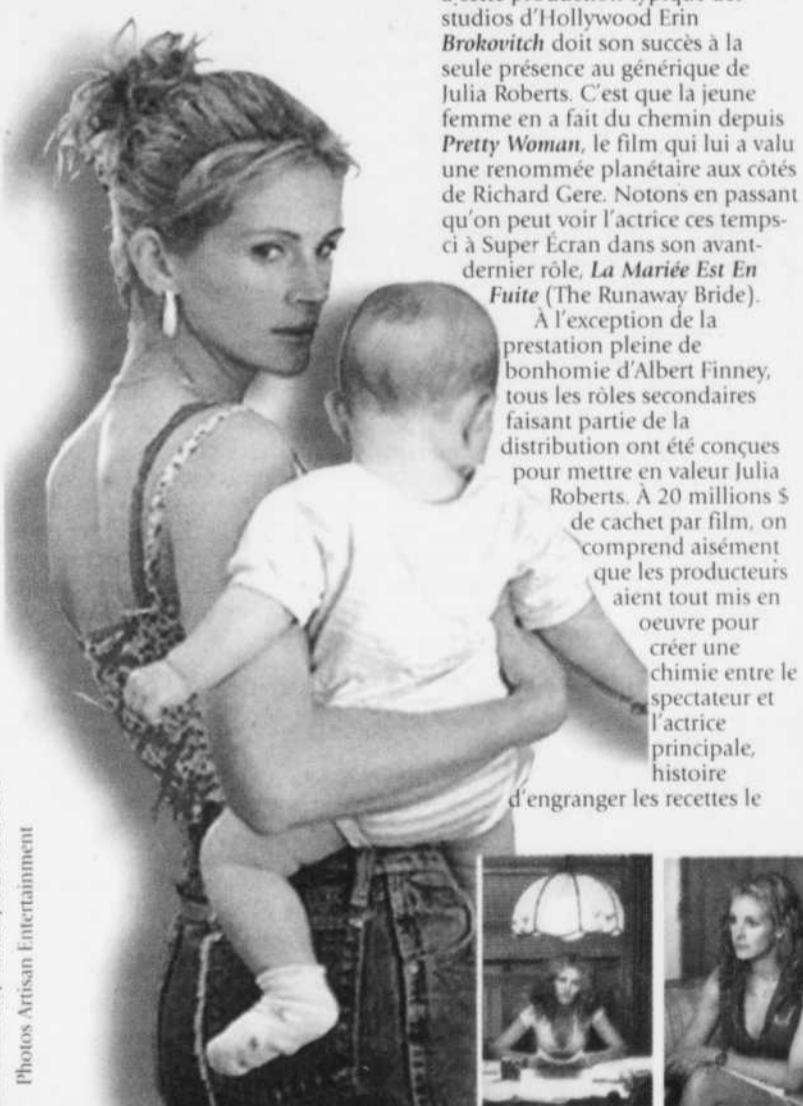 studios d'Hollywood Erin
Brokovitch doit son succès à la
seule présence au générique de
Julia Roberts. C'est que la jeune
femme en a fait du chemin depuis
Pretty Woman, le film qui lui a valu
une renommée planétaire aux côtés
de Richard Gere. Notons en passant
qu'on peut voir l'actrice ces temps-
ci à Super Écran dans son avant-
dernier rôle, La Mariée Est En
Fuite (The Runaway Bride).
À l'exception de la
prestation pleine de
bonhomie d'Albert Finney,
tous les rôles secondaires
faisant partie de la
distribution ont été conçues
pour mettre en valeur Julia
Roberts. À 20 millions $
de cachet par film, on
comprend aisément
que les producteurs
aient tout mis en
oeuvre pour
créer une
chimie entre le
spectateur et
l'actrice
principale,
histoire
d'engranger les recettes le
Photos Artisan Entertainment